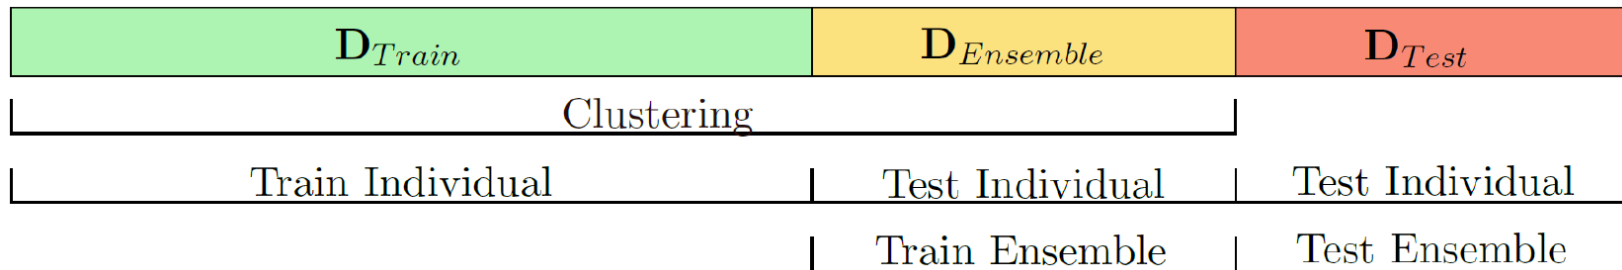 D_Train D_Ensemble D_Test
Clustering
Train Individual Test Individual Test Individual
Train Ensemble Test Ensemble